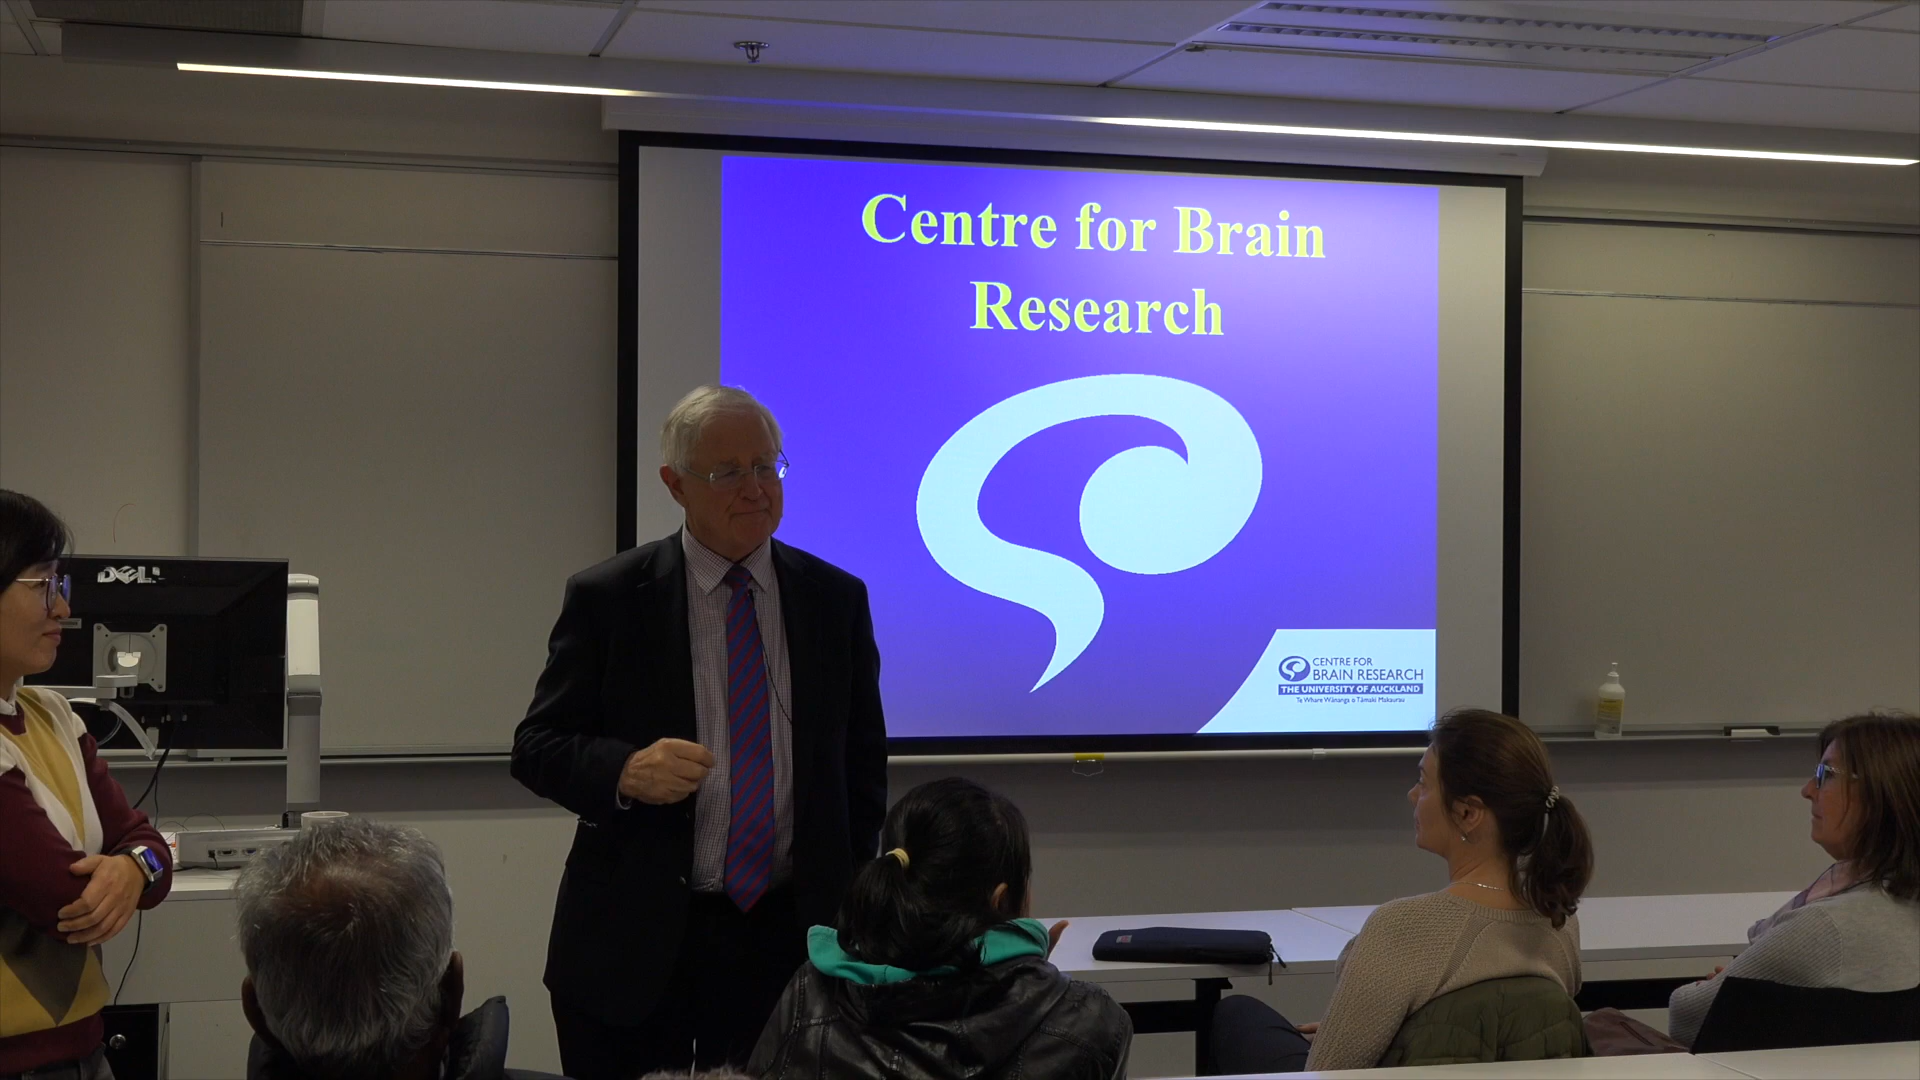 Centre for Brain
Research
CENTRE FOR
BRAIN RESEARCH
THE UNIVERSITY OF AUCKLAND
Te Whare Wānanga o Tāmaki Makaurau
DELL